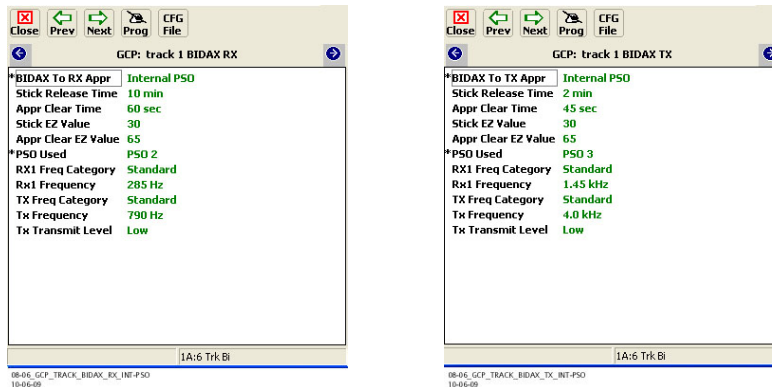 Close Prev Next Prog CFG File
GCP: track 1 BIDAX RX
*BIDAX To RX Appr Internal PSO
Stick Release Time 10 min
Appr Clear Time 60 sec
Stick EZ Value 30
Appr Clear EZ Value 65
*PSO Used PSO 2
RX1 Freq Category Standard
Rx1 Frequency 285 Hz
TX Freq Category Standard
Tx Frequency 790 Hz
Tx Transmit Level Low
1A:6 Trk Bi
08-06_GCP_TRACK_BIDAX_RX_INT-PSO
10-06-09
Close Prev Next Prog CFG File
GCP: track 1 BIDAX TX
*BIDAX To TX Appr Internal PSO
Stick Release Time 2 min
Appr Clear Time 45 sec
Stick EZ Value 30
Appr Clear EZ Value 65
*PSO Used PSO 3
RX1 Freq Category Standard
Rx1 Frequency 1.45 kHz
TX Freq Category Standard
Tx Frequency 4.0 kHz
Tx Transmit Level Low
1A:6 Trk Bi
08-06_GCP_TRACK_BIDAX_TX_INT-PSO
10-06-09